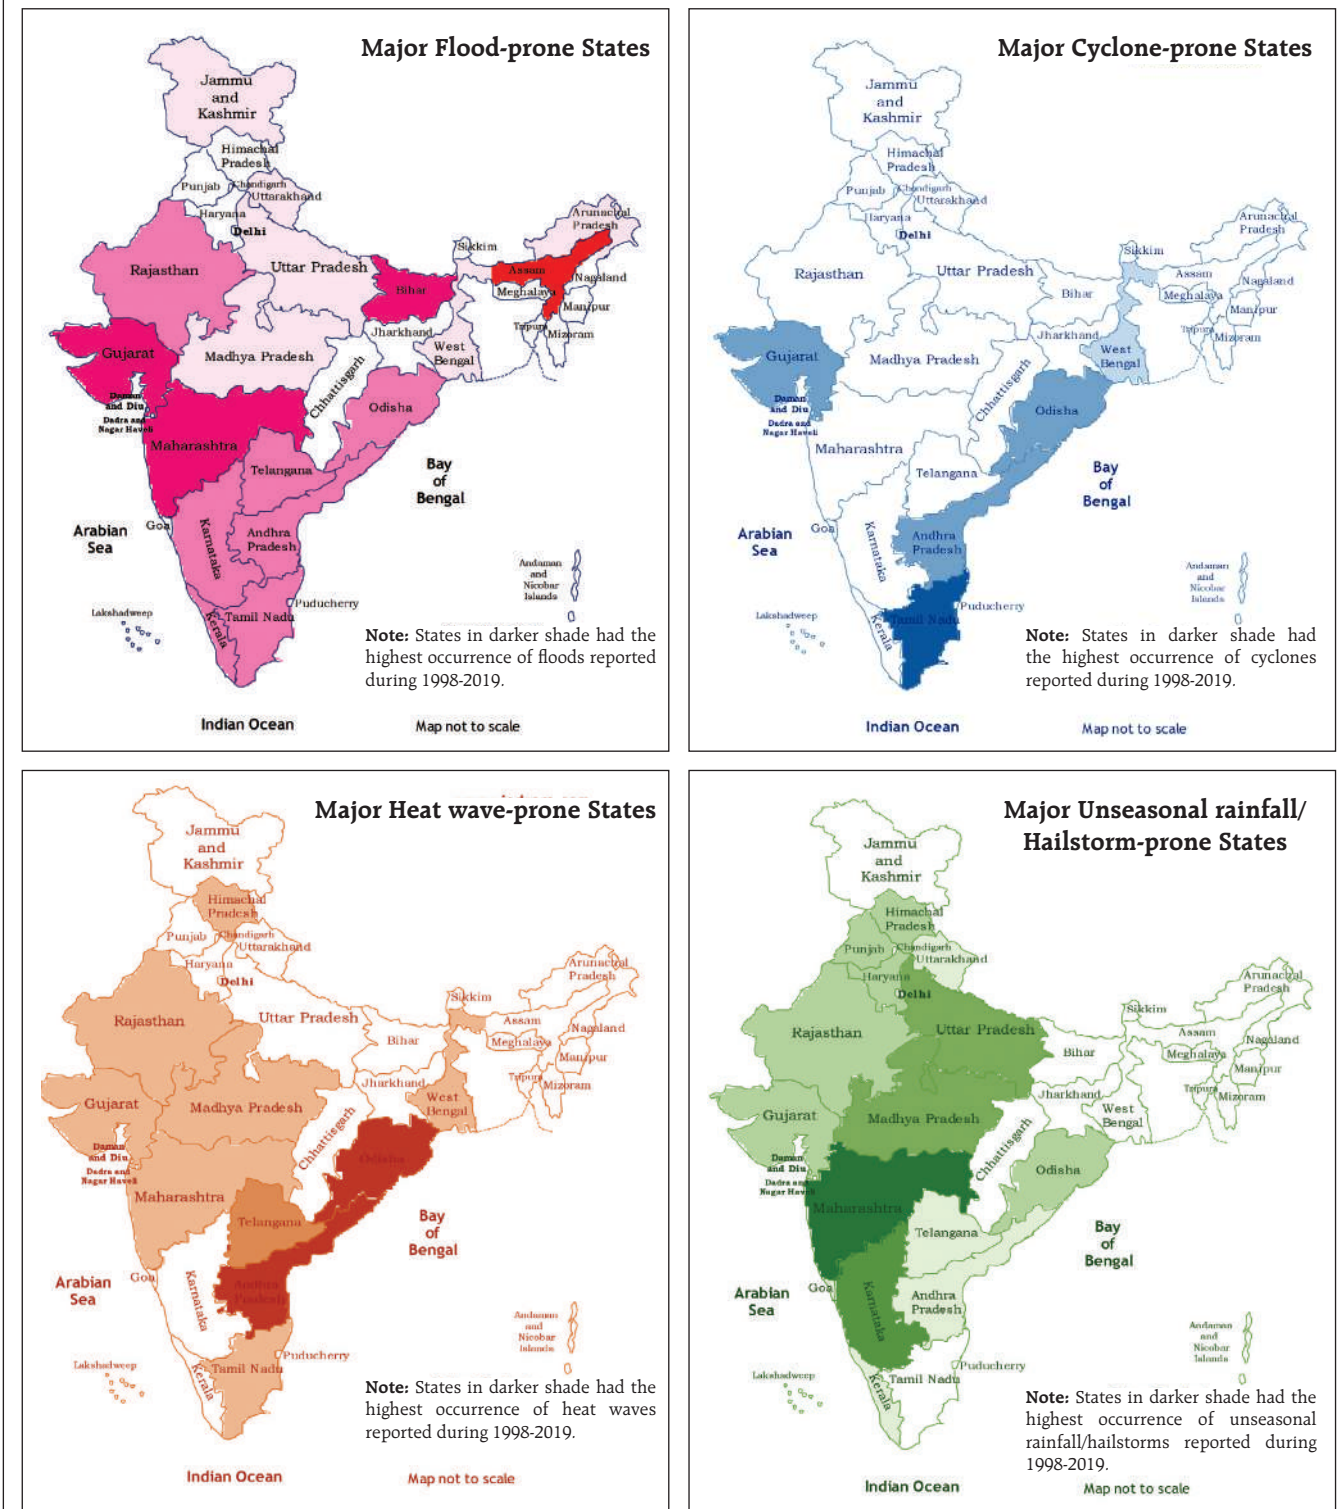 Major Flood-prone States
Jammu
and
Kashmir
Himachal
Pradesh
Punjab
Chandigarh
Uttarakhand
Haryana
Delhi
Arunachal
Pradesh
Sikkim
Rajasthan
Uttar Pradesh
Assam
Nagaland
Bihar
Meghalaya
Manipur
Tripura
Mizoram
Jharkhand
Gujarat
Madhya Pradesh
West
Bengal
Chhattisgarh
Daman
and Diu
Dadra and
Nagar Haveli
Odisha
Maharashtra
Telangana
Bay
of
Bengal
Arabian
Sea
Goa
Karnataka
Andhra
Pradesh
Andaman
and
Nicobar
Islands
Lakshadweep
Puducherry
Kerala
Tamil Nadu
Note: States in darker shade had the
highest occurrence of floods reported
during 1998-2019.
Indian Ocean
Map not to scale
Major Cyclone-prone States
Jammu
and
Kashmir
Himachal
Pradesh
Punjab
Chandigarh
Uttarakhand
Haryana
Delhi
Arunachal
Pradesh
Sikkim
Rajasthan
Uttar Pradesh
Assam
Nagaland
Bihar
Meghalaya
Manipur
Tripura
Mizoram
Jharkhand
Gujarat
Madhya Pradesh
West
Bengal
Chhattisgarh
Daman
and Diu
Dadra and
Nagar Haveli
Odisha
Maharashtra
Telangana
Bay
of
Bengal
Arabian
Sea
Goa
Karnataka
Andhra
Pradesh
Andaman
and
Nicobar
Islands
Lakshadweep
Puducherry
Kerala
Tamil Nadu
Note: States in darker shade had
the highest occurrence of cyclones
reported during 1998-2019.
Indian Ocean
Map not to scale
Major Heat wave-prone States
Jammu
and
Kashmir
Himachal
Pradesh
Punjab
Chandigarh
Uttarakhand
Haryana
Delhi
Arunachal
Pradesh
Sikkim
Rajasthan
Uttar Pradesh
Assam
Nagaland
Bihar
Meghalaya
Manipur
Tripura
Mizoram
Jharkhand
Gujarat
Madhya Pradesh
West
Bengal
Chhattisgarh
Daman
and Diu
Dadra and
Nagar Haveli
Odisha
Maharashtra
Telangana
Bay
of
Bengal
Arabian
Sea
Goa
Karnataka
Andhra
Pradesh
Andaman
and
Nicobar
Islands
Lakshadweep
Puducherry
Kerala
Tamil Nadu
Note: States in darker shade had the
highest occurrence of heat waves
reported during 1998-2019.
Indian Ocean
Map not to scale
Major Unseasonal rainfall/
Hailstorm-prone States
Jammu
and
Kashmir
Himachal
Pradesh
Punjab
Chandigarh
Uttarakhand
Haryana
Delhi
Arunachal
Pradesh
Sikkim
Rajasthan
Uttar Pradesh
Assam
Nagaland
Bihar
Meghalaya
Manipur
Tripura
Mizoram
Jharkhand
Gujarat
Madhya Pradesh
West
Bengal
Chhattisgarh
Daman
and Diu
Dadra and
Nagar Haveli
Odisha
Maharashtra
Telangana
Bay
of
Bengal
Arabian
Sea
Goa
Karnataka
Andhra
Pradesh
Andaman
and
Nicobar
Islands
Lakshadweep
Puducherry
Kerala
Tamil Nadu
Note: States in darker shade had the
highest occurrence of unseasonal
rainfall/hailstorms reported during
1998-2019.
Indian Ocean
Map not to scale